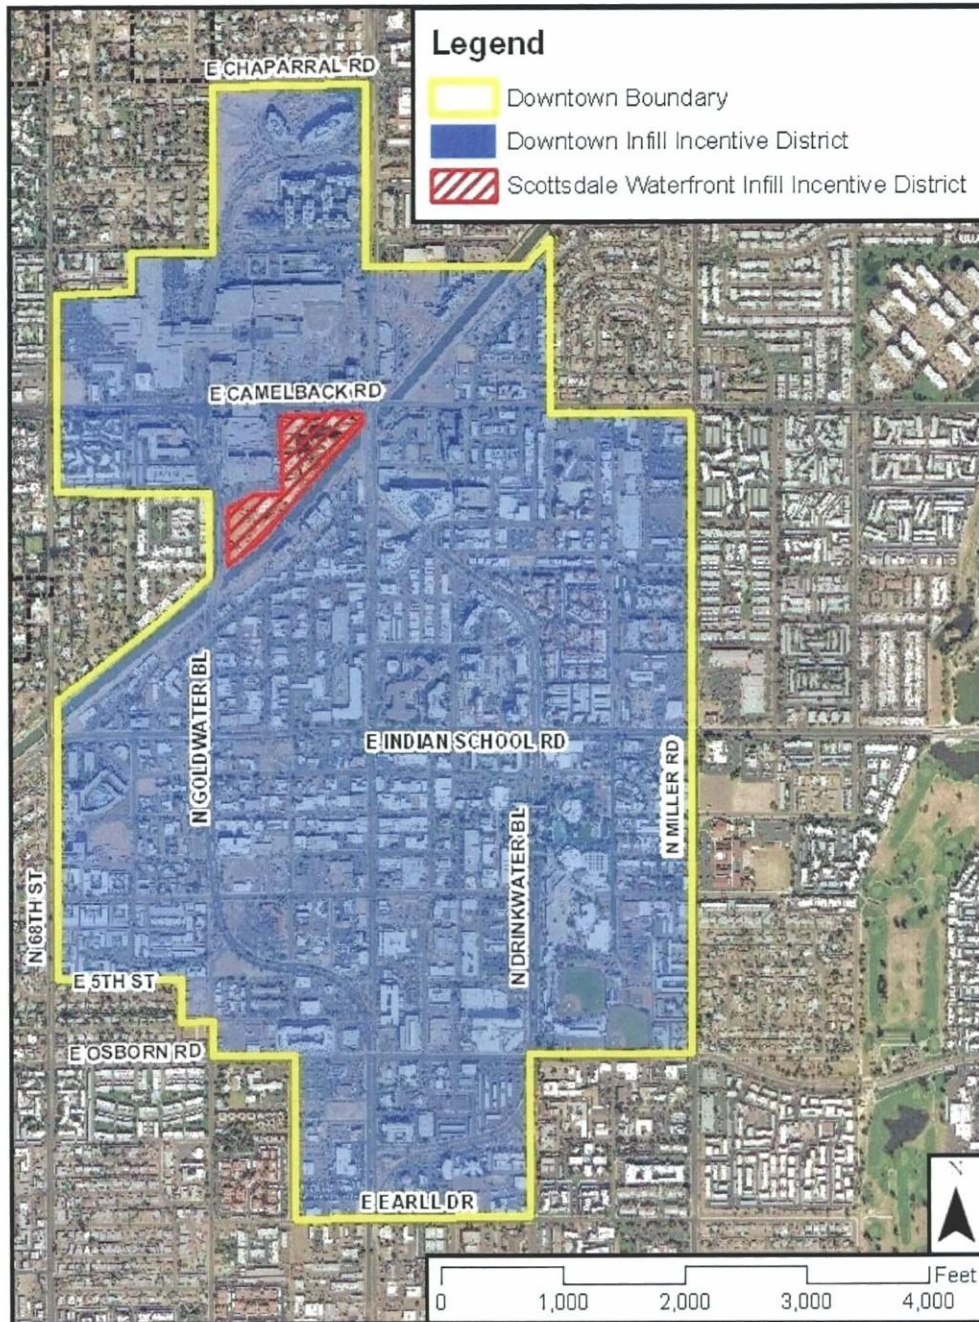 Legend
Downtown Boundary
Downtown Infill Incentive District
Scottsdale Waterfront Infill Incentive District
E CHAPARRAL RD
E CAMELBACK RD
N GOLDWATER BL
E INDIAN SCHOOL RD
N MILLER RD
N DRINKWATER BL
N 68TH ST
E 5TH ST
E OSBORN RD
E EARLL DR
N
Feet
0 1,000 2,000 3,000 4,000